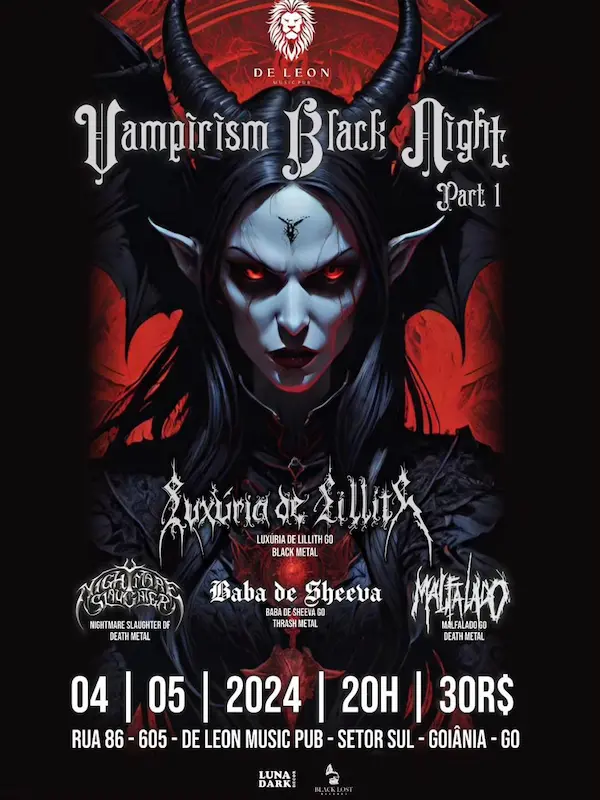 DE LEON
MUSIC PUB
Vampirism Black Night
Part 1
Luxúria de Lillith
LUXÚRIA DE LILLITH GO
BLACK METAL
NIGHTMARE SLAUGHTER
NIGHTMARE SLAUGHTER DF
DEATH METAL
Baba de Sheeva
BABA DE SHEEVA GO
THRASH METAL
MALFALADO
MALFALADO GO
DEATH METAL
04 | 05 | 2024 | 20H | 30R$
RUA 86 - 605 - DE LEON MUSIC PUB - SETOR SUL - GOIÂNIA - GO
LUNA
DARK
BLACK LOST
RECORDS